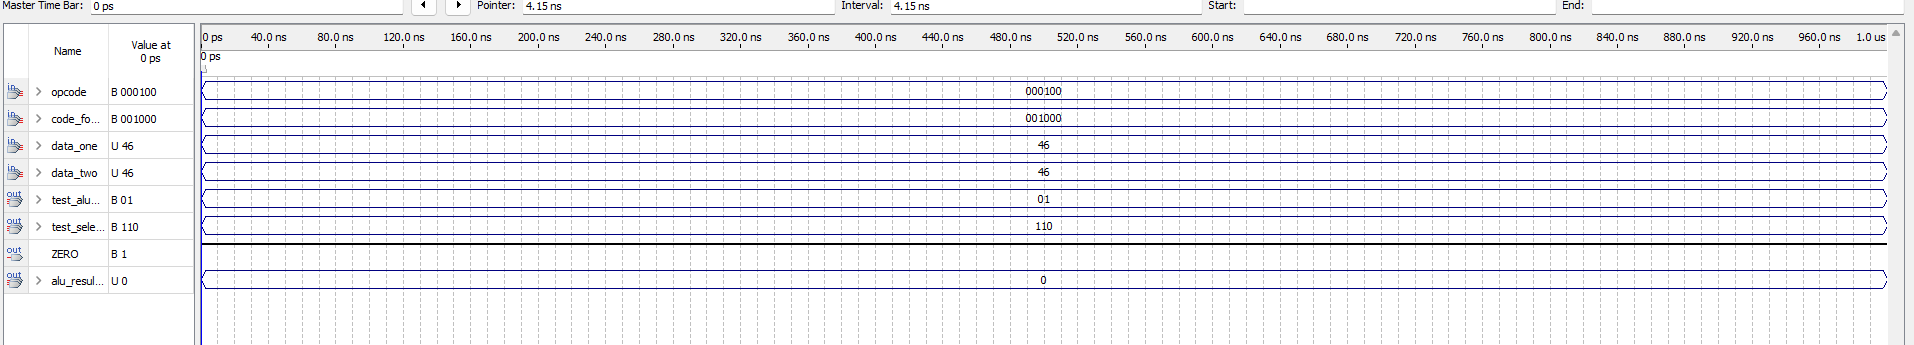 Master Time Bar: 0 ps Pointer: 4.15 ns Interval: 4.15 ns Start: End:
Name Value at 0 ps
0 ps 40.0 ns 80.0 ns 120.0 ns 160.0 ns 200.0 ns 240.0 ns 280.0 ns 320.0 ns 360.0 ns 400.0 ns 440.0 ns 480.0 ns 520.0 ns 560.0 ns 600.0 ns 640.0 ns 680.0 ns 720.0 ns 760.0 ns 800.0 ns 840.0 ns 880.0 ns 920.0 ns 960.0 ns 1.0 us
0 ps
in opcode B 000100 000100
in code_fo... B 001000 001000
in data_one U 46 46
in data_two U 46 46
out test_alu... B 01 01
out test_sele... B 110 110
out ZERO B 1
out alu_resul... U 0 0